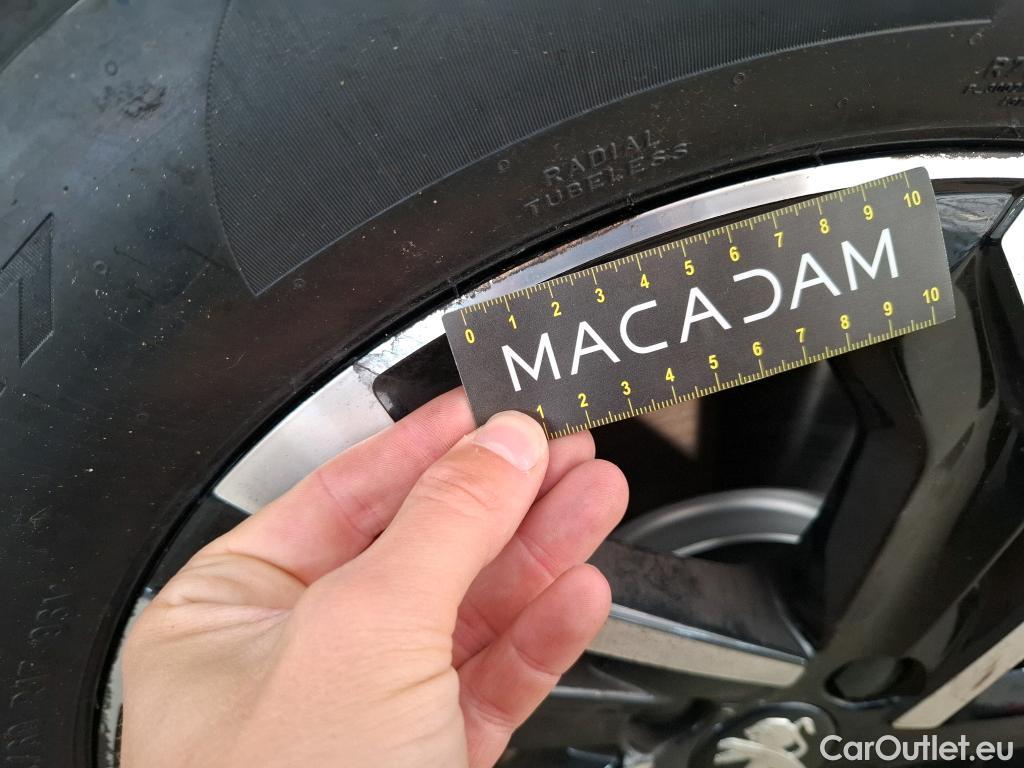 RADIAL
TUBELESS
0 1 2 3 4 5 6 7 8 9 10
MACADAM
1 2 3 4 5 6 7 8 9 10
CarOutlet.eu